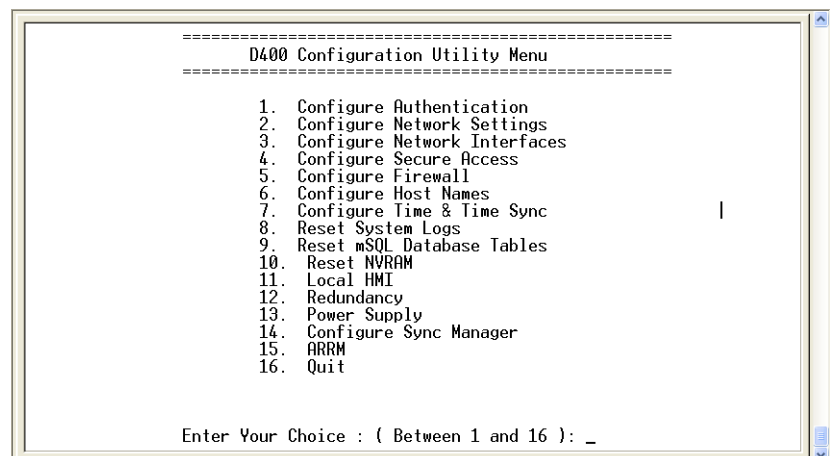 ==================================================
D400 Configuration Utility Menu
==================================================
1. Configure Authentication
2. Configure Network Settings
3. Configure Network Interfaces
4. Configure Secure Access
5. Configure Firewall
6. Configure Host Names
7. Configure Time & Time Sync
8. Reset System Logs
9. Reset mSQL Database Tables
10. Reset NVRAM
11. Local HMI
12. Redundancy
13. Power Supply
14. Configure Sync Manager
15. ARRM
16. Quit
Enter Your Choice : ( Between 1 and 16 ): _